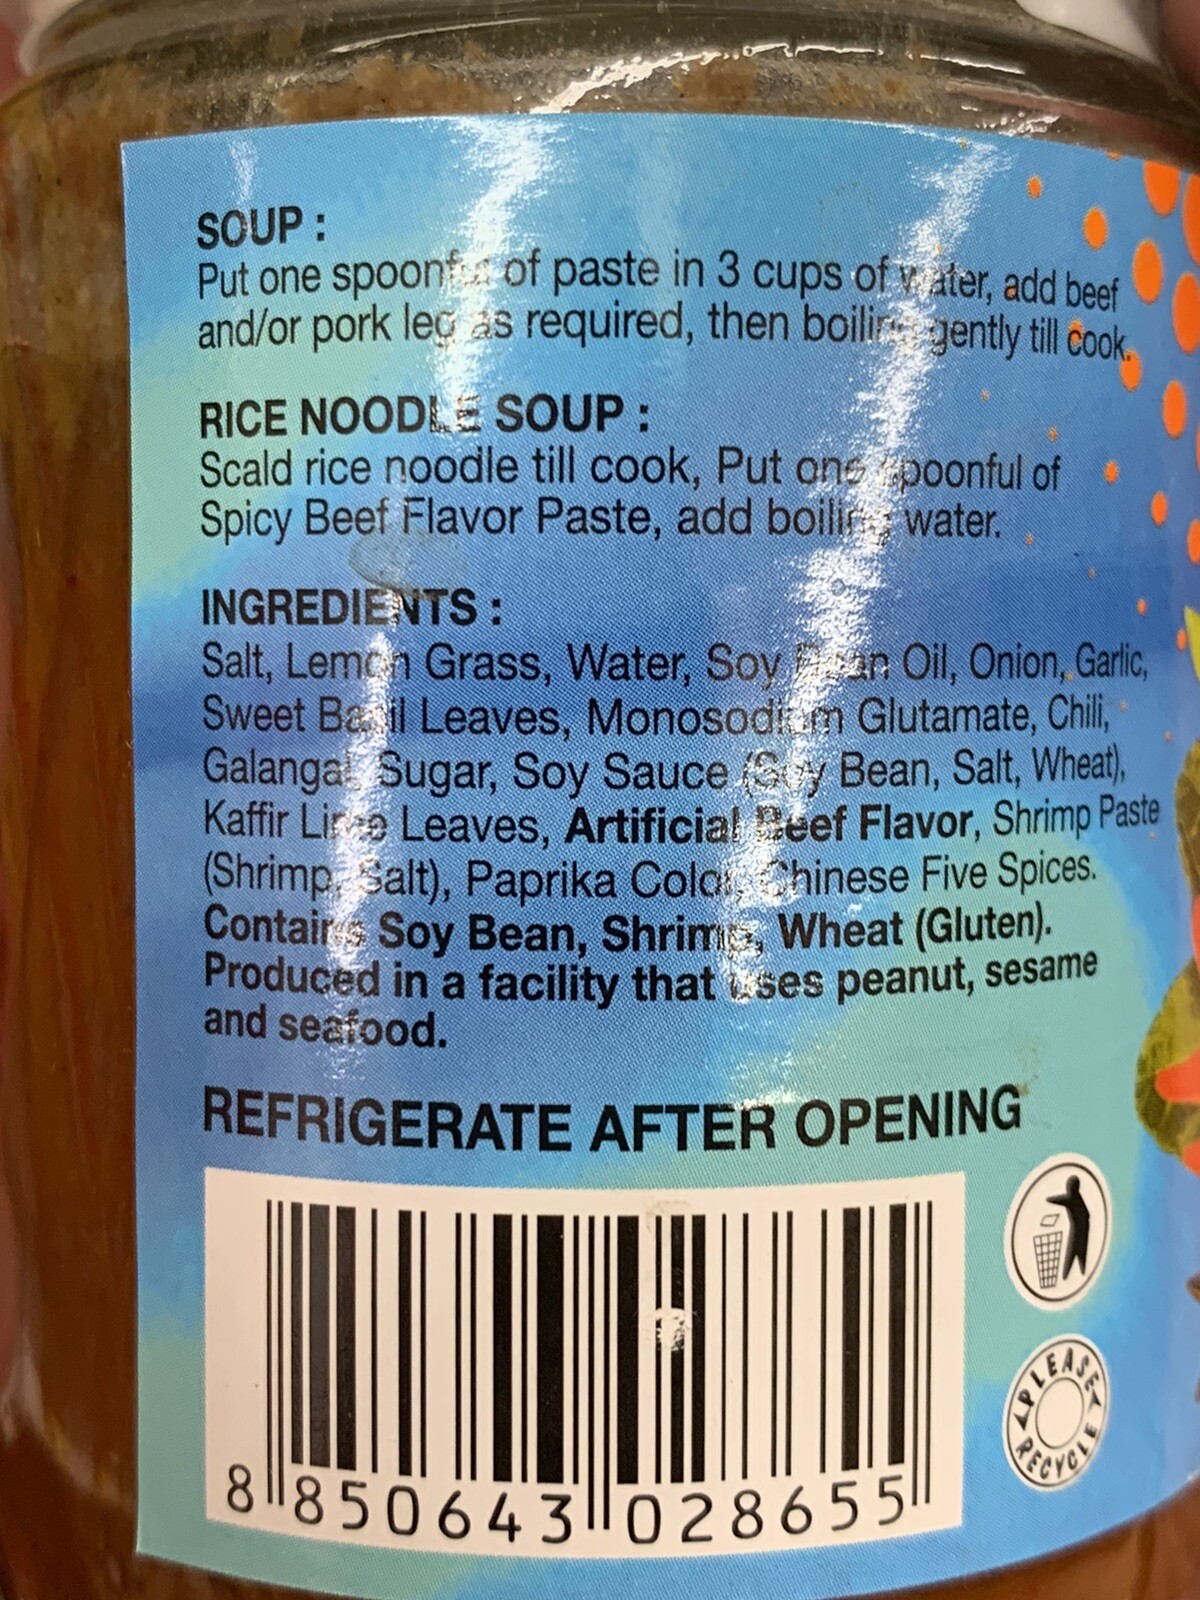 SOUP :
Put one spoonful of paste in 3 cups of water, add beef
and/or pork leg as required, then boiling gently till cook.
RICE NOODLE SOUP :
Scald rice noodle till cook, Put one spoonful of
Spicy Beef Flavor Paste, add boiling water.
INGREDIENTS :
Salt, Lemon Grass, Water, Soy Bean Oil, Onion, Garlic,
Sweet Basil Leaves, Monosodium Glutamate, Chili,
Galangal, Sugar, Soy Sauce (Soy Bean, Salt, Wheat),
Kaffir Lime Leaves, Artificial Beef Flavor, Shrimp Paste
(Shrimp, Salt), Paprika Color, Chinese Five Spices.
Contains Soy Bean, Shrimp, Wheat (Gluten).
Produced in a facility that uses peanut, sesame
and seafood.
REFRIGERATE AFTER OPENING
8 850643 028655
PLEASE RECYCLE